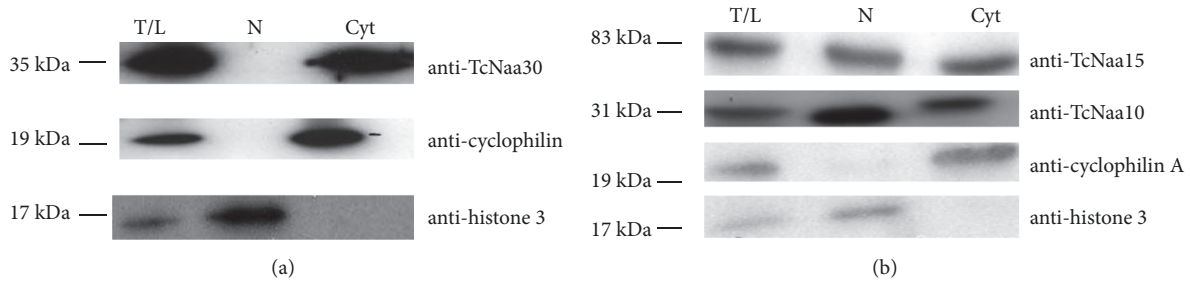 T/L N Cyt
35 kDa anti-TcNaa30
19 kDa anti-cyclophilin
17 kDa anti-histone 3
(a)
T/L N Cyt
83 kDa anti-TcNaa15
31 kDa anti-TcNaa10
19 kDa anti-cyclophilin A
17 kDa anti-histone 3
(b)